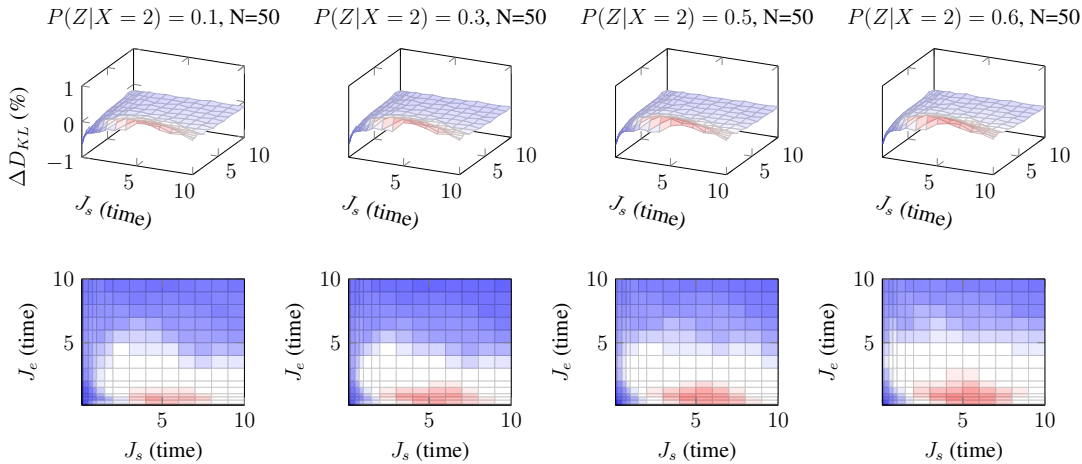 P(Z|X = 2) = 0.1, N=50
P(Z|X = 2) = 0.3, N=50
P(Z|X = 2) = 0.5, N=50
P(Z|X = 2) = 0.6, N=50
ΔD_{KL} (%)
1
0
−1
5
10
5
10
J_s (time)
5
10
5
10
J_s (time)
5
10
5
10
J_s (time)
5
10
5
10
J_s (time)
J_e (time)
10
5
5
10
J_s (time)
J_e (time)
10
5
5
10
J_s (time)
J_e (time)
10
5
5
10
J_s (time)
J_e (time)
10
5
5
10
J_s (time)